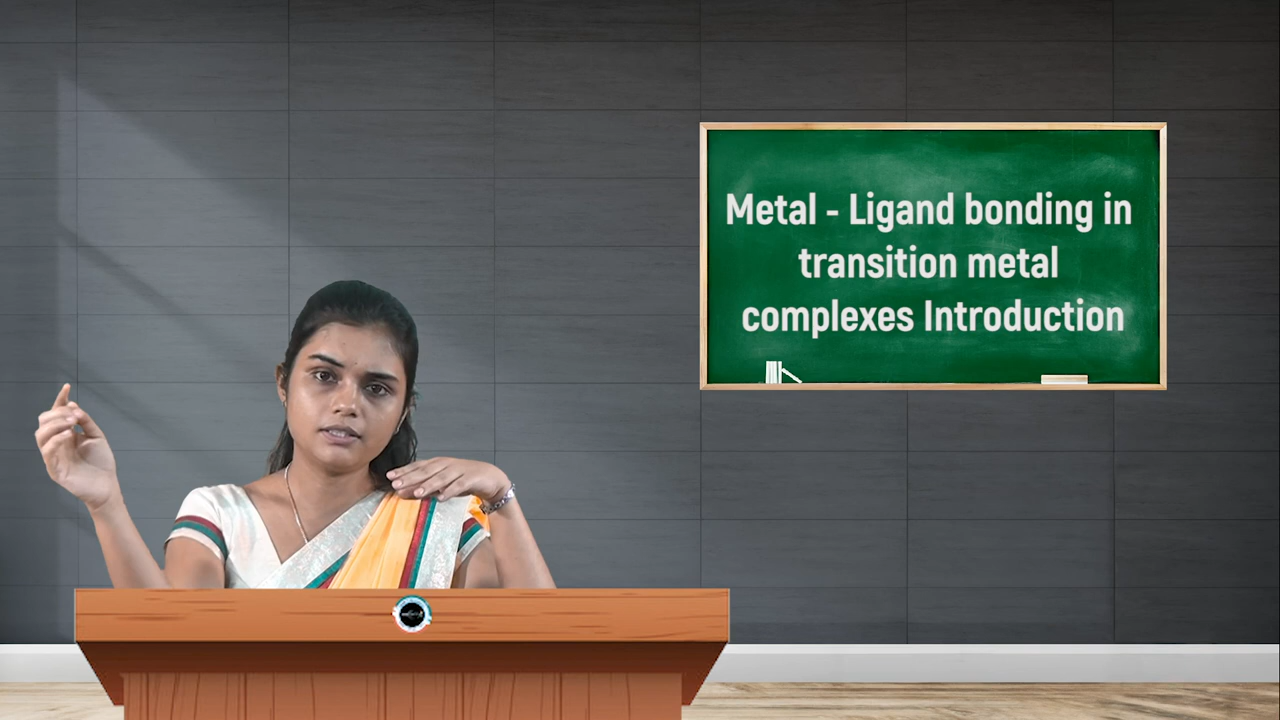 Metal - Ligand bonding in
transition metal
complexes Introduction